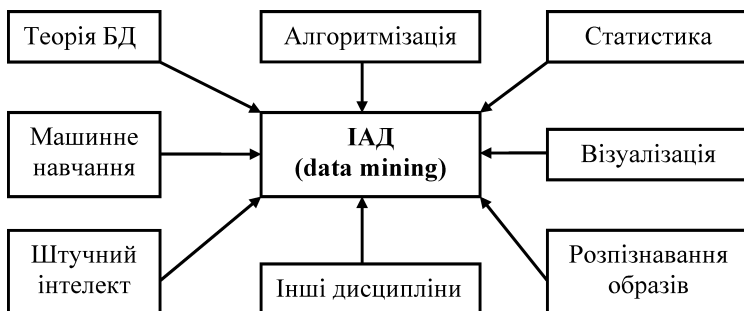 Теорія БД
Алгоритмізація
Статистика
Машинне
навчання
ІАД
(data mining)
Візуалізація
Штучний
інтелект
Інші дисципліни
Розпізнавання
образів